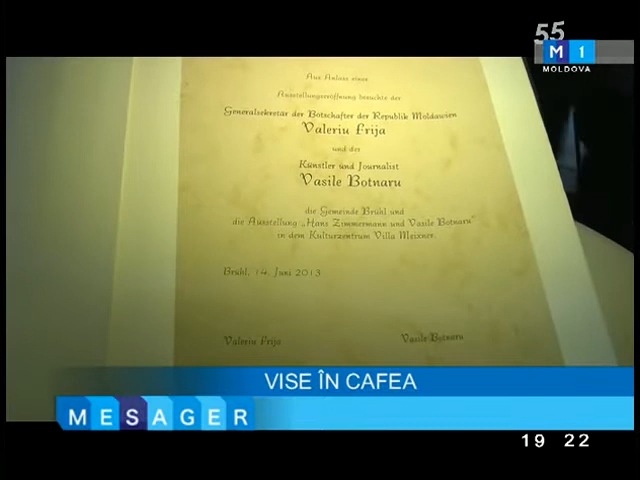 55
M 1
MOLDOVA
Aus Anlass einer
Ausstellungseröffnung besuchte der
Generalsekretär der Botschafter der Republik Moldawien
Valeriu Frija
und der
Künstler und Journalist
Vasile Botnaru
die Gemeinde Brühl und
die Ausstellung „Hans Zimmermann und Vasile Botnaru"
in dem Kulturzentrum Villa Meixner.
Brühl, 14. Juni 2013
Valeriu Frija
Vasile Botnaru
VISE ÎN CAFEA
MESAGER
19 22